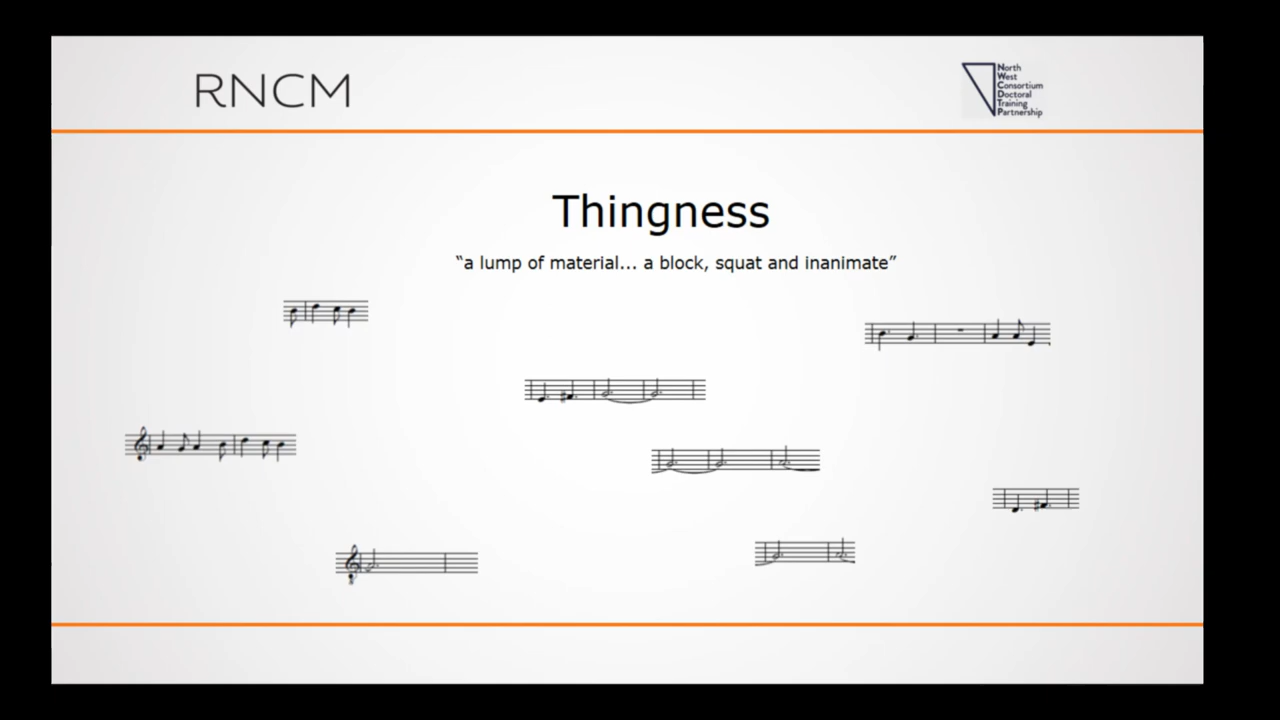 RNCM
North
West
Consortium
Doctoral
Training
Partnership
Thingness
“a lump of material... a block, squat and inanimate”